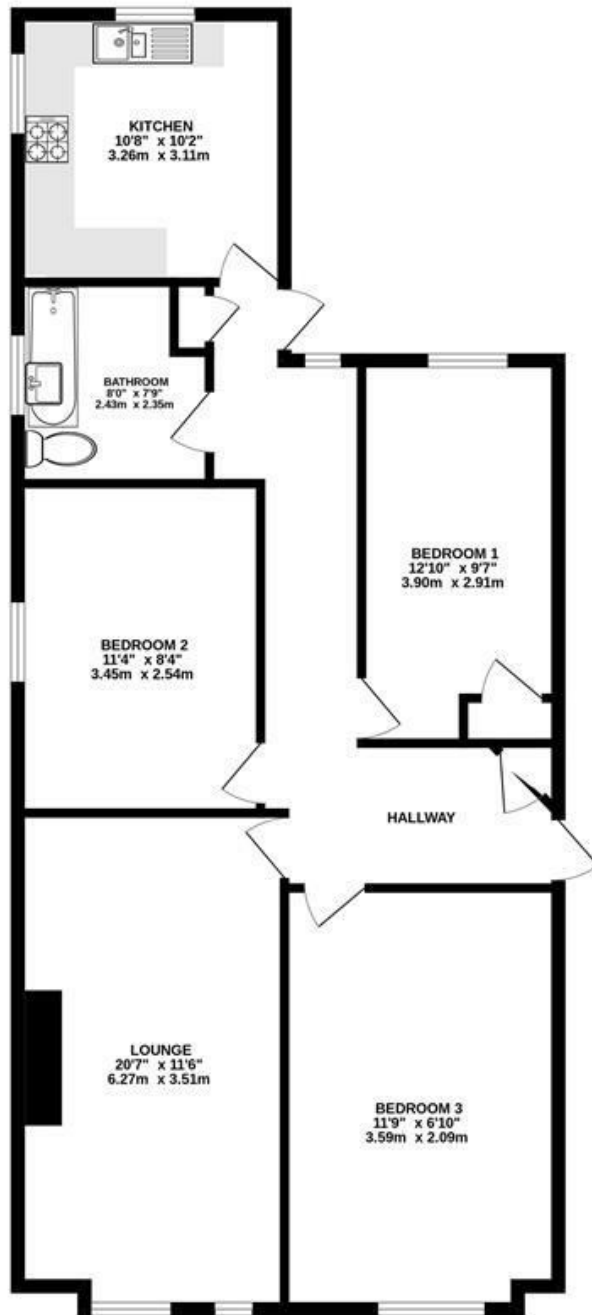 KITCHEN
10'8" x 10'2"
3.26m x 3.11m
BATHROOM
8'0" x 7'9"
2.43m x 2.35m
BEDROOM 1
12'10" x 9'7"
3.90m x 2.91m
BEDROOM 2
11'4" x 8'4"
3.45m x 2.54m
HALLWAY
LOUNGE
20'7" x 11'6"
6.27m x 3.51m
BEDROOM 3
11'9" x 6'10"
3.59m x 2.09m